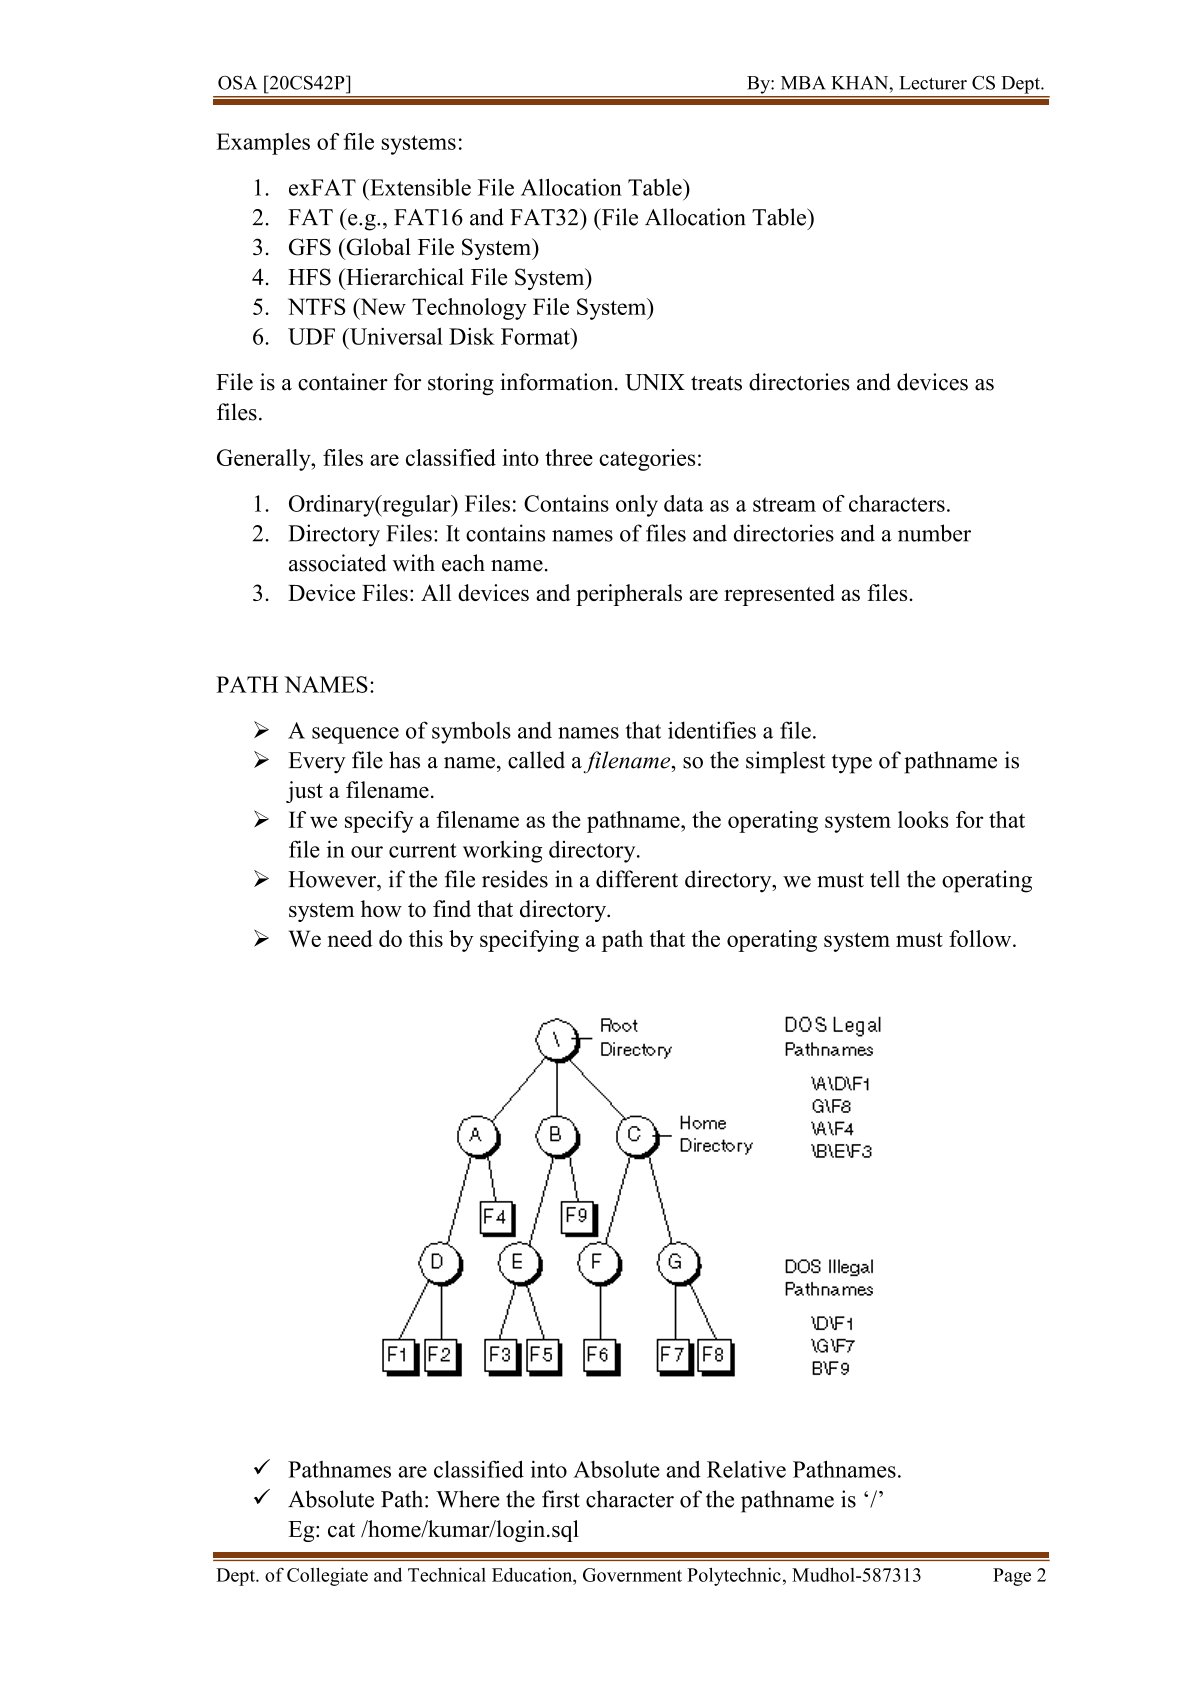 OSA [20CS42P] By: MBA KHAN, Lecturer CS Dept.
Examples of file systems:
1. exFAT (Extensible File Allocation Table)
2. FAT (e.g., FAT16 and FAT32) (File Allocation Table)
3. GFS (Global File System)
4. HFS (Hierarchical File System)
5. NTFS (New Technology File System)
6. UDF (Universal Disk Format)
File is a container for storing information. UNIX treats directories and devices as
files.
Generally, files are classified into three categories:
1. Ordinary(regular) Files: Contains only data as a stream of characters.
2. Directory Files: It contains names of files and directories and a number
associated with each name.
3. Device Files: All devices and peripherals are represented as files.
PATH NAMES:
➢ A sequence of symbols and names that identifies a file.
➢ Every file has a name, called a filename, so the simplest type of pathname is
just a filename.
➢ If we specify a filename as the pathname, the operating system looks for that
file in our current working directory.
➢ However, if the file resides in a different directory, we must tell the operating
system how to find that directory.
➢ We need do this by specifying a path that the operating system must follow.
\ Root
Directory
DOS Legal
Pathnames
\A\D\F1
G\F8
\A\F4
\B\E\F3
A B C Home
Directory
F4 F9
D E F G
F1 F2 F3 F5 F6 F7 F8
DOS Illegal
Pathnames
\D\F1
\G\F7
B\F9
✓ Pathnames are classified into Absolute and Relative Pathnames.
✓ Absolute Path: Where the first character of the pathname is ‘/’
Eg: cat /home/kumar/login.sql
Dept. of Collegiate and Technical Education, Government Polytechnic, Mudhol-587313 Page 2